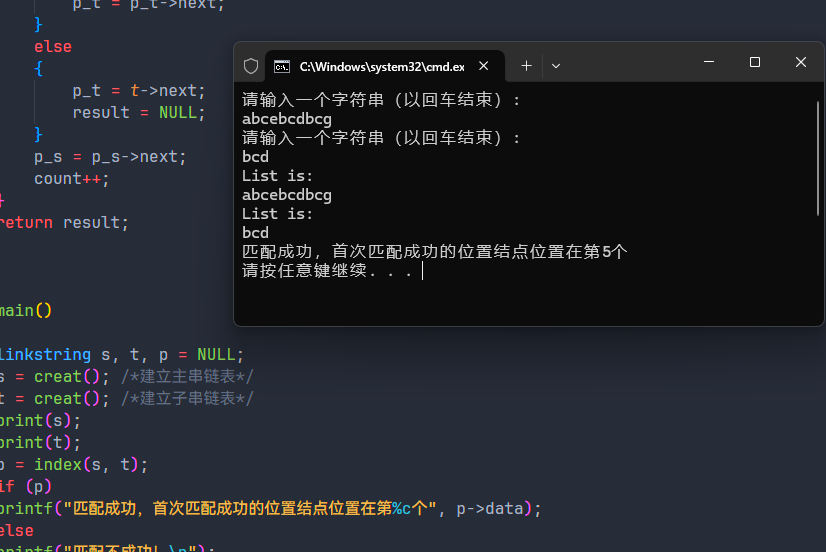 p_t = p_t->next;
}
else
{
p_t = t->next;
result = NULL;
}
p_s = p_s->next;
count++;
}
return result;
main()
linkstring s, t, p = NULL;
s = creat(); /*建立主串链表*/
t = creat(); /*建立子串链表*/
print(s);
print(t);
p = index(s, t);
if (p)
printf("匹配成功，首次匹配成功的位置结点位置在第%c个", p->data);
else
printf("匹配不成功！\n");
C:\Windows\system32\cmd.ex
请输入一个字符串（以回车结束）：
abcebcdbcg
请输入一个字符串（以回车结束）：
bcd
List is:
abcebcdbcg
List is:
bcd
匹配成功，首次匹配成功的位置结点位置在第5个
请按任意键继续. . .